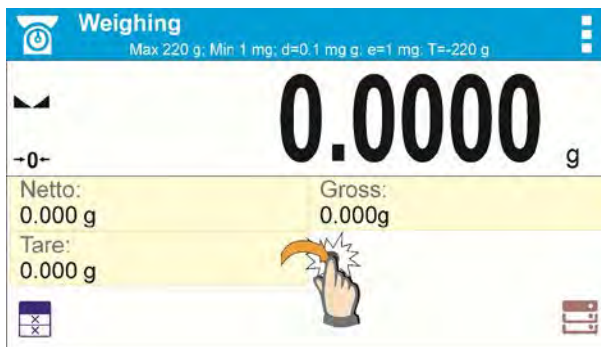 Weighing
Max 220 g; Min 1 mg; d=0.1 mg g; e=1 mg; T=-220 g
0.0000 g
→0←
Netto: Gross:
0.000 g 0.000g
Tare:
0.000 g